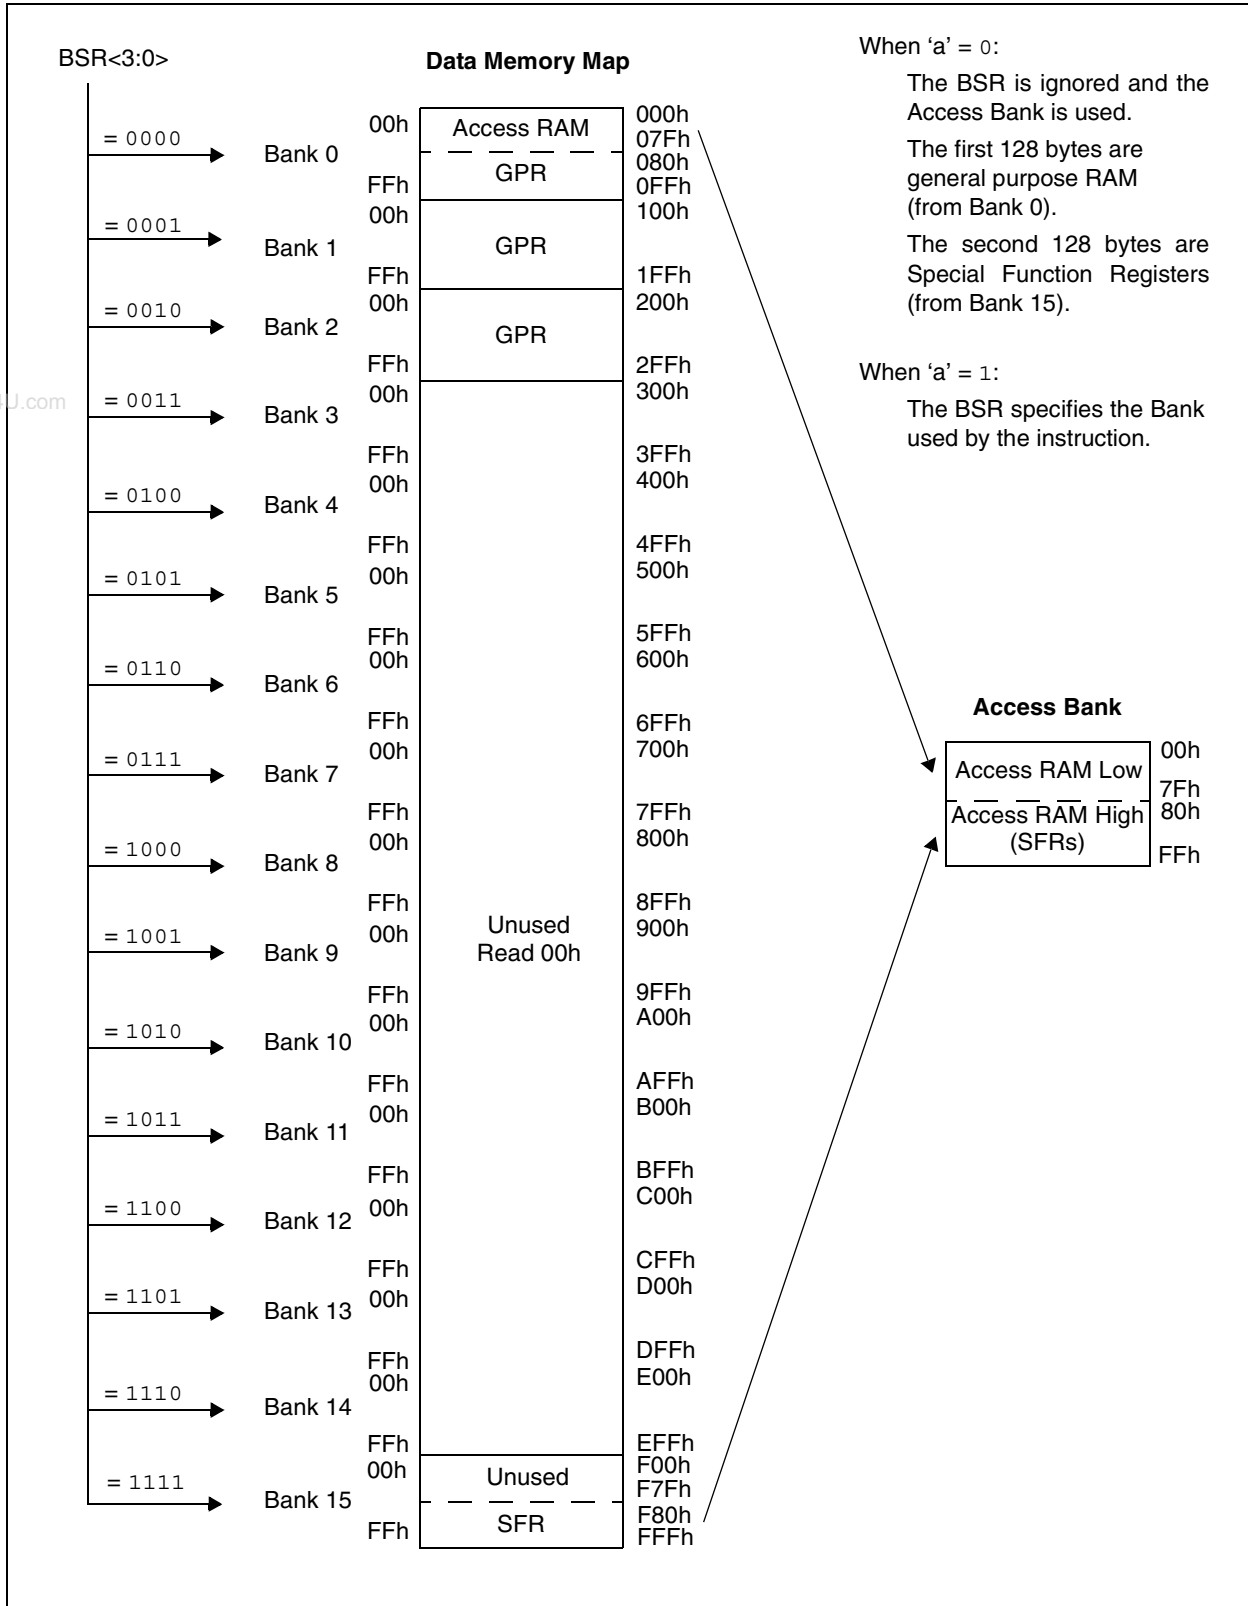 BSR<3:0>
Data Memory Map
When ‘a’ = 0:
The BSR is ignored and the
Access Bank is used.
The first 128 bytes are
general purpose RAM
(from Bank 0).
The second 128 bytes are
Special Function Registers
(from Bank 15).
When ‘a’ = 1:
The BSR specifies the Bank
used by the instruction.
= 0000
Bank 0
00h
FFh
Access RAM
GPR
000h
07Fh
080h
0FFh
= 0001
Bank 1
00h
FFh
GPR
100h
1FFh
= 0010
Bank 2
00h
FFh
GPR
200h
2FFh
= 0011
Bank 3
00h
FFh
300h
3FFh
= 0100
Bank 4
00h
FFh
400h
4FFh
= 0101
Bank 5
00h
FFh
500h
5FFh
= 0110
Bank 6
00h
FFh
600h
6FFh
= 0111
Bank 7
00h
FFh
700h
7FFh
= 1000
Bank 8
00h
FFh
800h
8FFh
= 1001
Bank 9
00h
FFh
Unused
Read 00h
900h
9FFh
= 1010
Bank 10
00h
FFh
A00h
AFFh
= 1011
Bank 11
00h
FFh
B00h
BFFh
= 1100
Bank 12
00h
FFh
C00h
CFFh
= 1101
Bank 13
00h
FFh
D00h
DFFh
= 1110
Bank 14
00h
FFh
E00h
EFFh
= 1111
Bank 15
00h
FFh
Unused
SFR
F00h
F7Fh
F80h
FFFh
Access Bank
Access RAM Low
Access RAM High
(SFRs)
00h
7Fh
80h
FFh
U.com